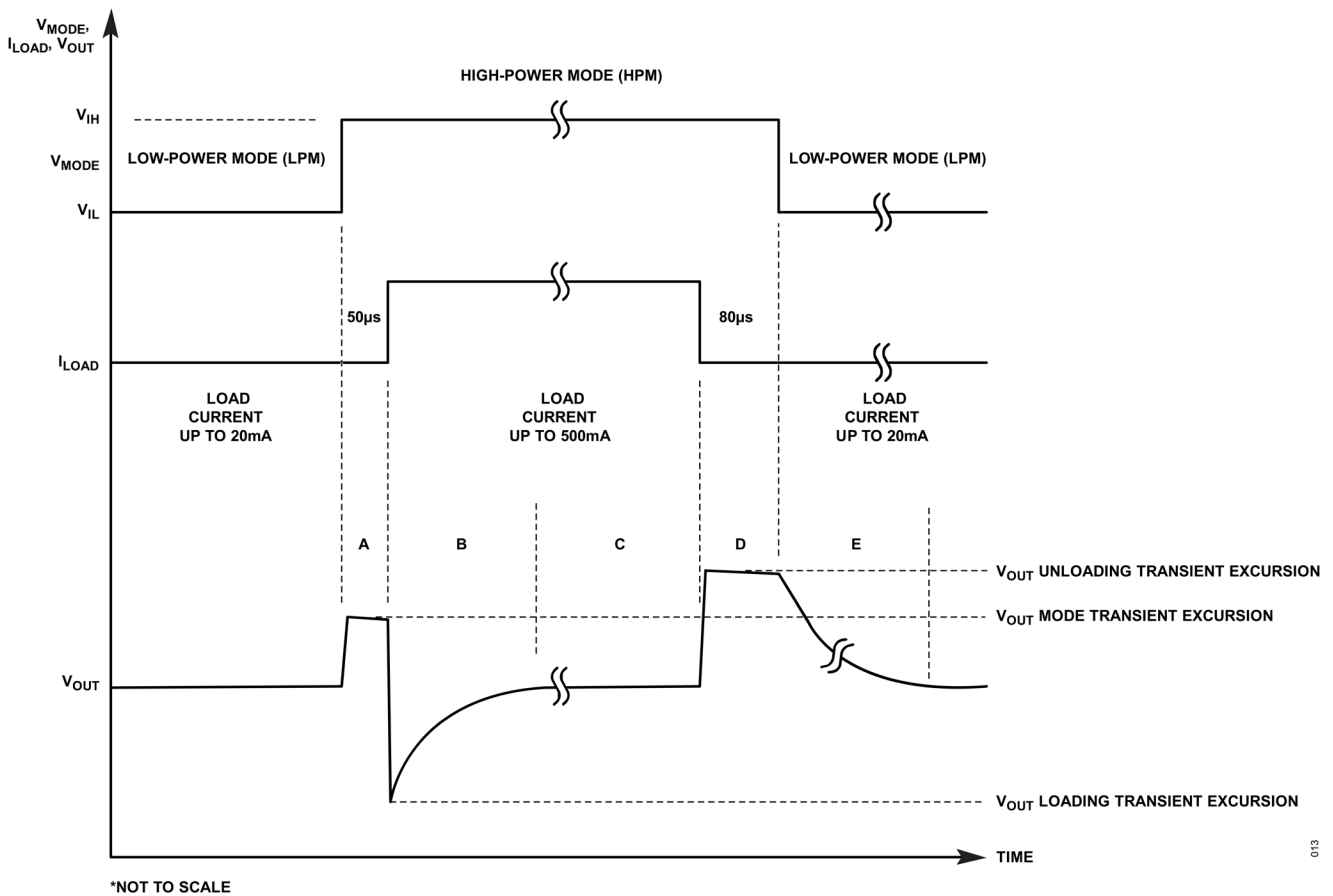 VMODE,
ILOAD, VOUT
HIGH-POWER MODE (HPM)
VIH
VMODE
LOW-POWER MODE (LPM)
LOW-POWER MODE (LPM)
VIL
50µs
80µs
ILOAD
LOAD
CURRENT
UP TO 20mA
LOAD
CURRENT
UP TO 500mA
LOAD
CURRENT
UP TO 20mA
A
B
C
D
E
VOUT UNLOADING TRANSIENT EXCURSION
VOUT MODE TRANSIENT EXCURSION
VOUT
VOUT LOADING TRANSIENT EXCURSION
TIME
013
*NOT TO SCALE